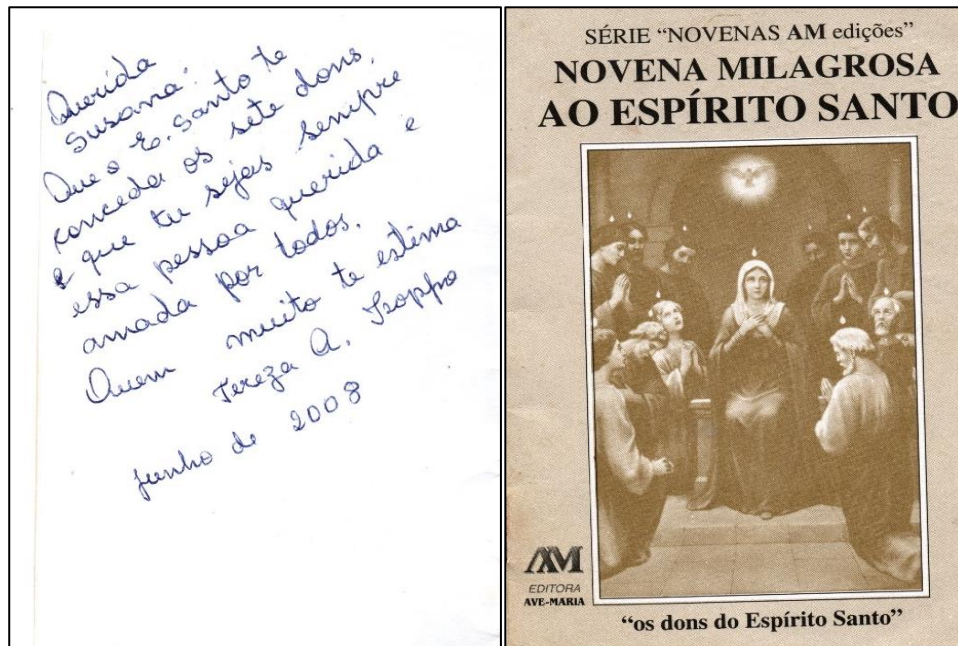 Querida
Susana:
Que o E. Santo te
conceda os sete dons,
e que tu sejas sempre
essa pessoa querida e
amada por todos.
Quem muito te estima
Tereza A.
junho de 2008
SÉRIE “NOVENAS AM edições”
NOVENA MILAGROSA
AO ESPÍRITO SANTO
AM
EDITORA
AVE-MARIA
“os dons do Espírito Santo”